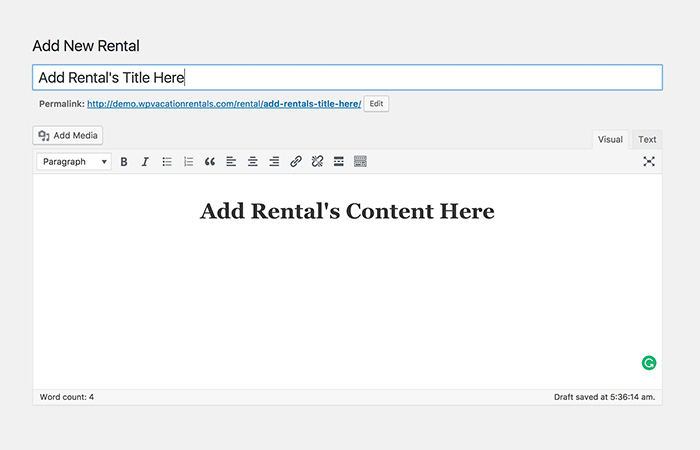 Add New Rental
Add Rental's Title Here
Permalink: http://demo.wpvacationrentals.com/rental/add-rentals-title-here/ Edit
Add Media
Visual Text
Paragraph B I
Add Rental's Content Here
Word count: 4 Draft saved at 5:36:14 am.